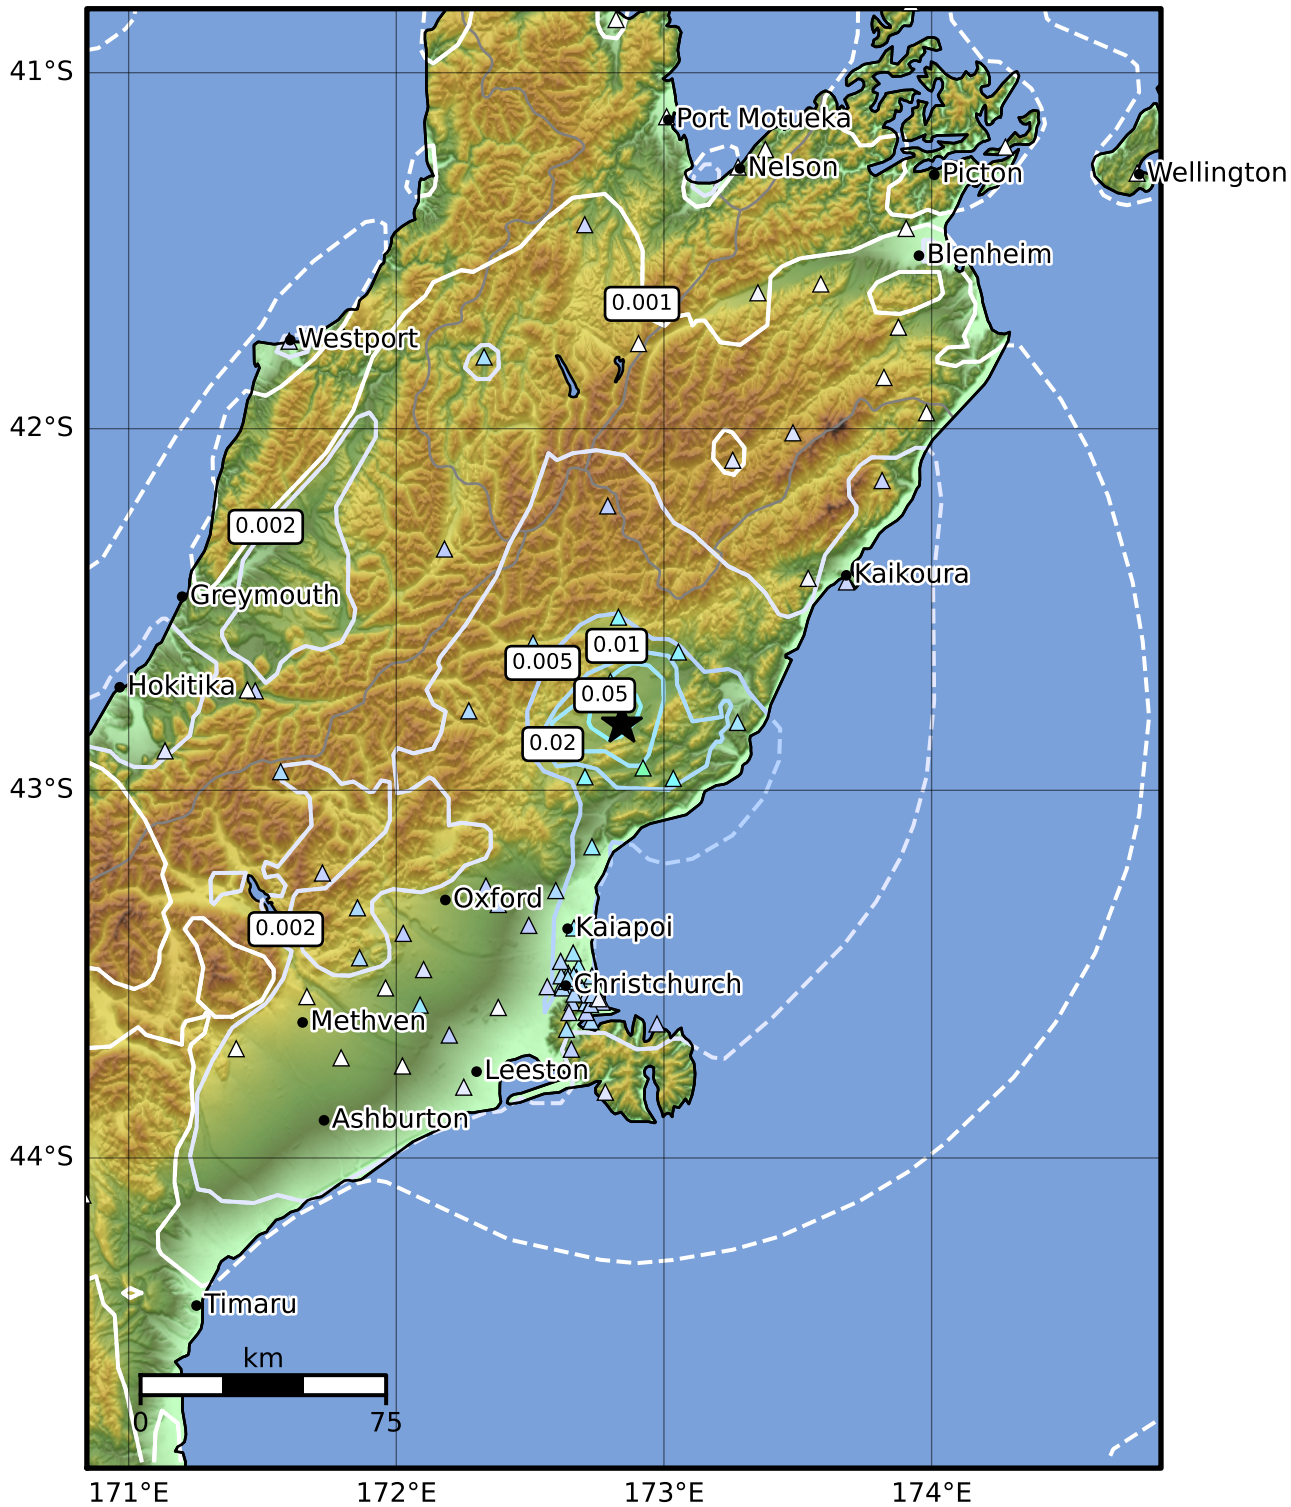 41°S
Port Motueka
Nelson
Picton
Wellington
Blenheim
0.001
Westport
42°S
0.002
Kaikoura
Greymouth
0.01
0.005
Hokitika
0.05
0.02
43°S
Oxford
0.002
Kaiapoi
Christchurch
Methven
Leeston
Ashburton
44°S
Timaru
km
0 75
171°E 172°E 173°E 174°E